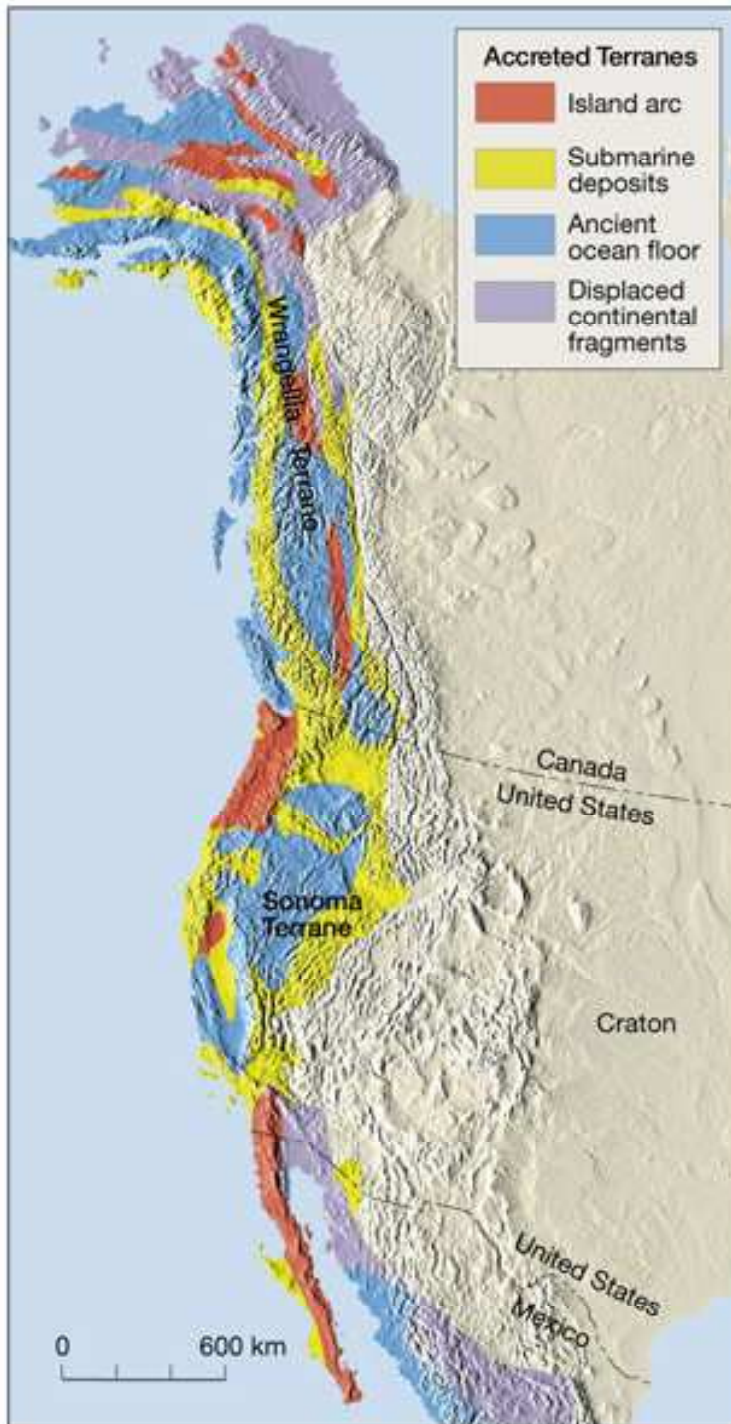 Accreted Terranes
Island arc
Submarine
deposits
Ancient
ocean floor
Displaced
continental
fragments
Wrangellia Terrane
Canada
United States
Sonoma
Terrane
Craton
United States
Mexico
0 600 km